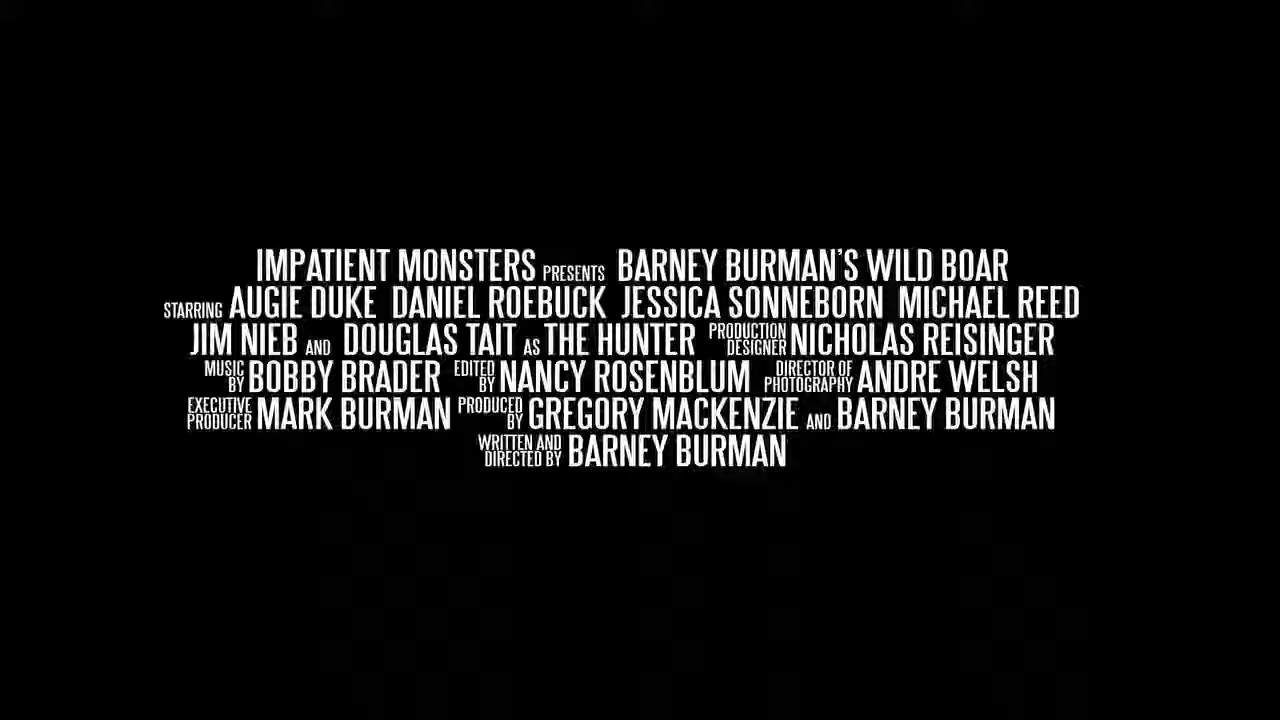 IMPATIENT MONSTERS PRESENTS BARNEY BURMAN'S WILD BOAR
STARRING AUGIE DUKE DANIEL ROEBUCK JESSICA SONNEBORN MICHAEL REED
JIM NIEB AND DOUGLAS TAIT AS THE HUNTER PRODUCTION DESIGNER NICHOLAS REISINGER
MUSIC BY BOBBY BRADER EDITED BY NANCY ROSENBLUM DIRECTOR OF PHOTOGRAPHY ANDRE WELSH
EXECUTIVE PRODUCER MARK BURMAN PRODUCED BY GREGORY MACKENZIE AND BARNEY BURMAN
WRITTEN AND DIRECTED BY BARNEY BURMAN